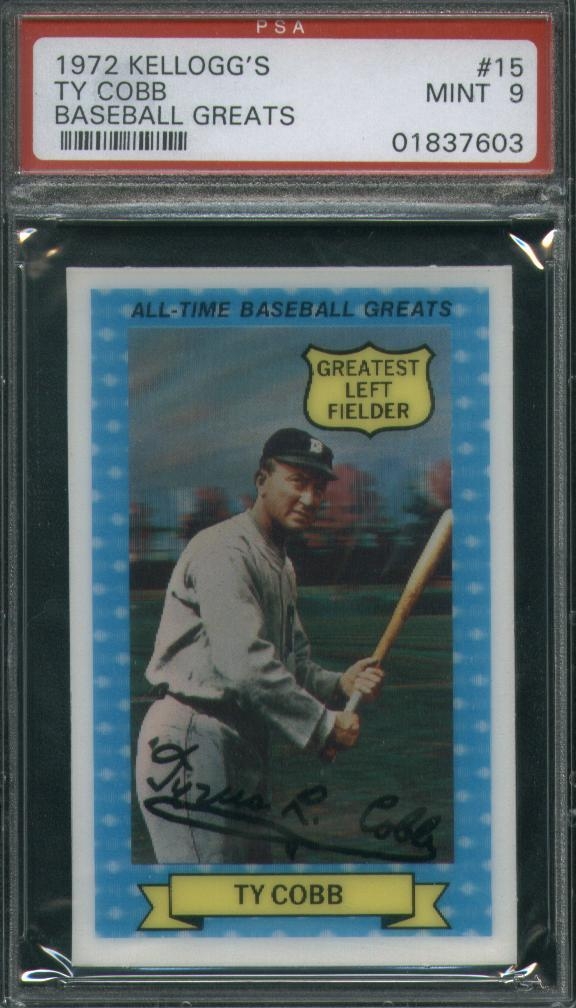 PSA
1972 KELLOGG'S #15
TY COBB MINT 9
BASEBALL GREATS
01837603
ALL-TIME BASEBALL GREATS
GREATEST
LEFT
FIELDER
Tyrus R. Cobb
TY COBB